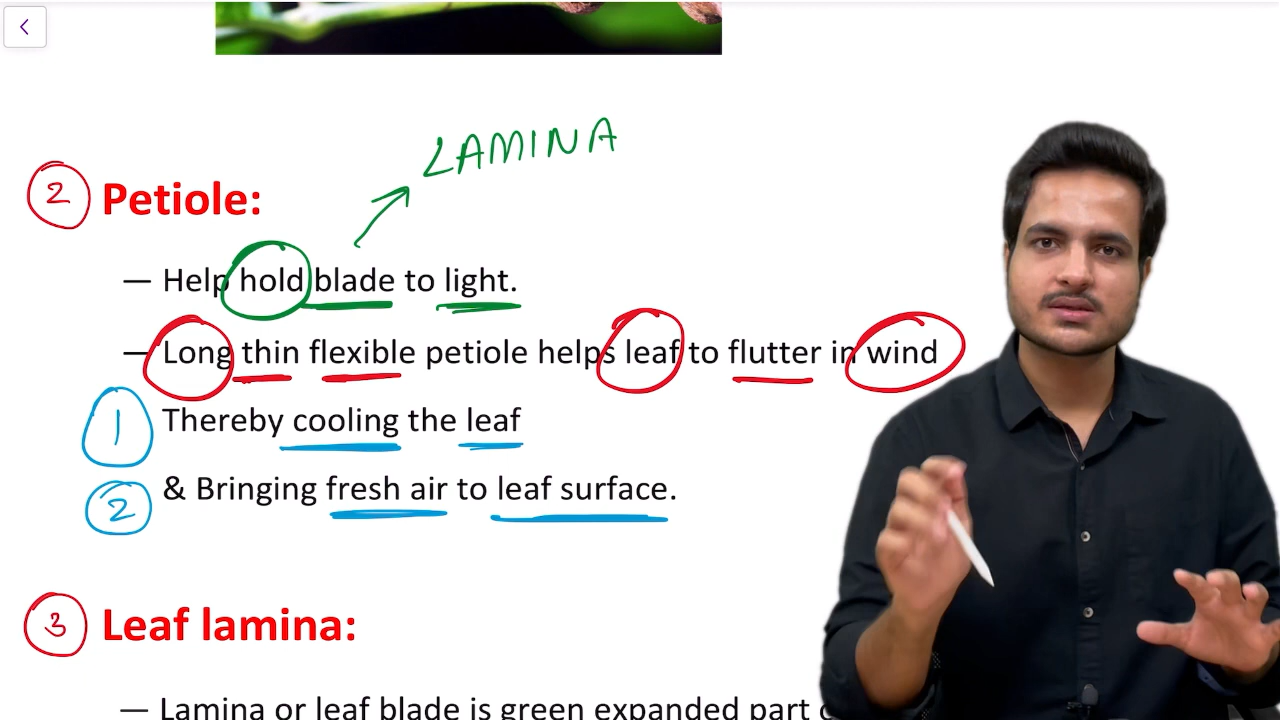 LAMINA
2 Petiole:
— Help hold blade to light.
— Long thin flexible petiole helps leaf to flutter in wind
1 Thereby cooling the leaf
2 & Bringing fresh air to leaf surface.
3 Leaf lamina:
— Lamina or leaf blade is green expanded part